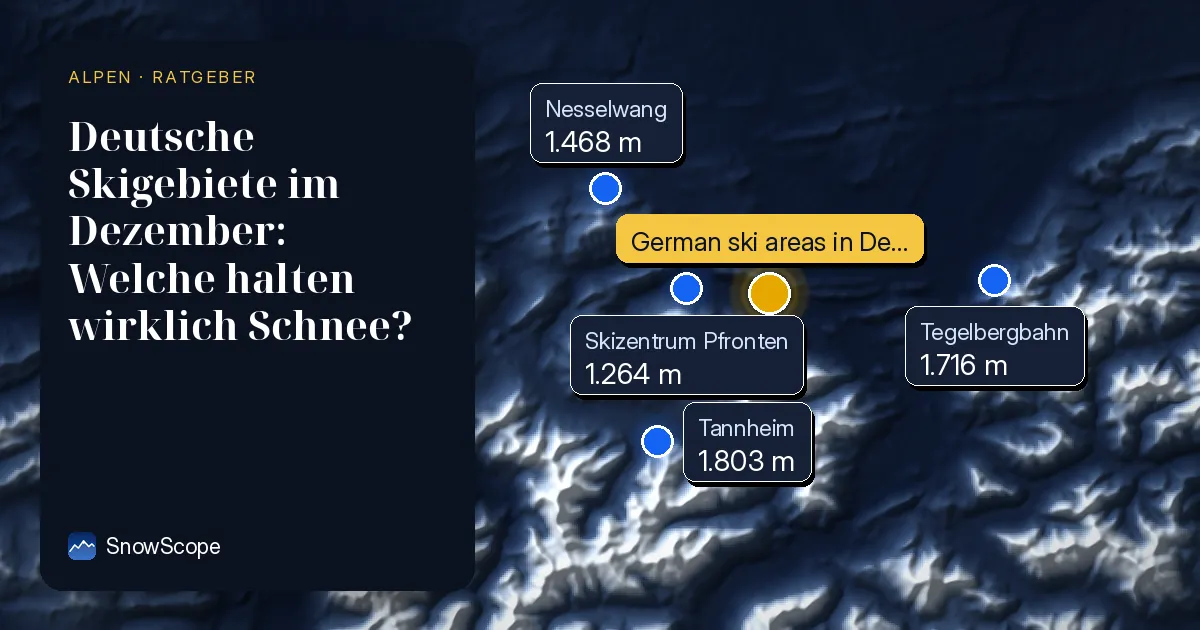 ALPEN · RATGEBER
Deutsche
Skigebiete im
Dezember:
Welche halten
wirklich Schnee?
SnowScope
Nesselwang
1.468 m
German ski areas in De...
Skizentrum Pfronten
1.264 m
Tegelbergbahn
1.716 m
Tannheim
1.803 m